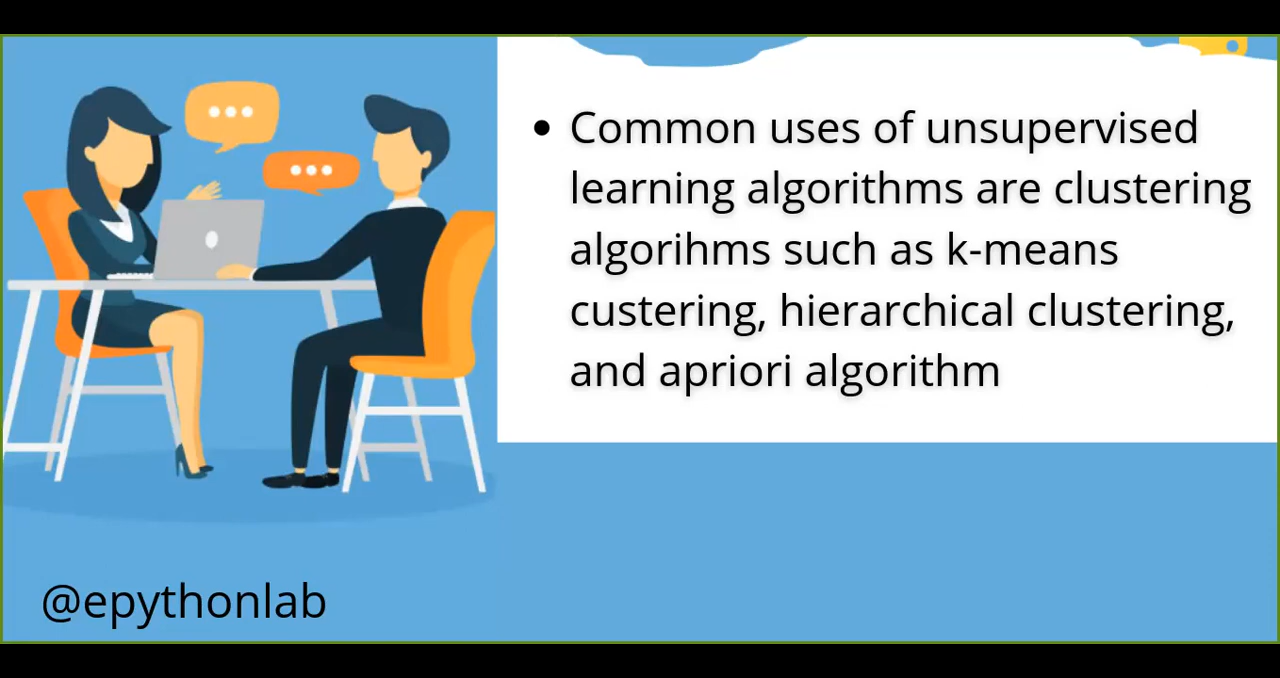 • Common uses of unsupervised
learning algorithms are clustering
algorihms such as k-means
custering, hierarchical clustering,
and apriori algorithm
@epythonlab